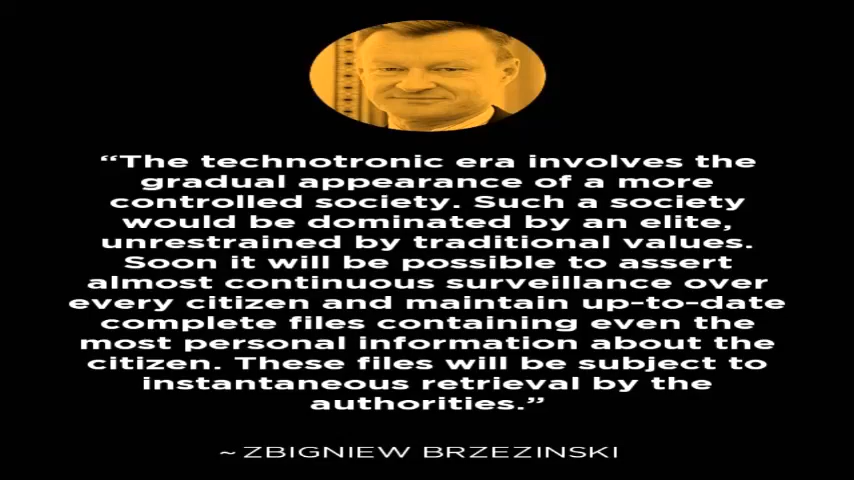 “The technotronic era involves the
gradual appearance of a more
controlled society. Such a society
would be dominated by an elite,
unrestrained by traditional values.
Soon it will be possible to assert
almost continuous surveillance over
every citizen and maintain up-to-date
complete files containing even the
most personal information about the
citizen. These files will be subject to
instantaneous retrieval by the
authorities.”
~ ZBIGNIEW BRZEZINSKI